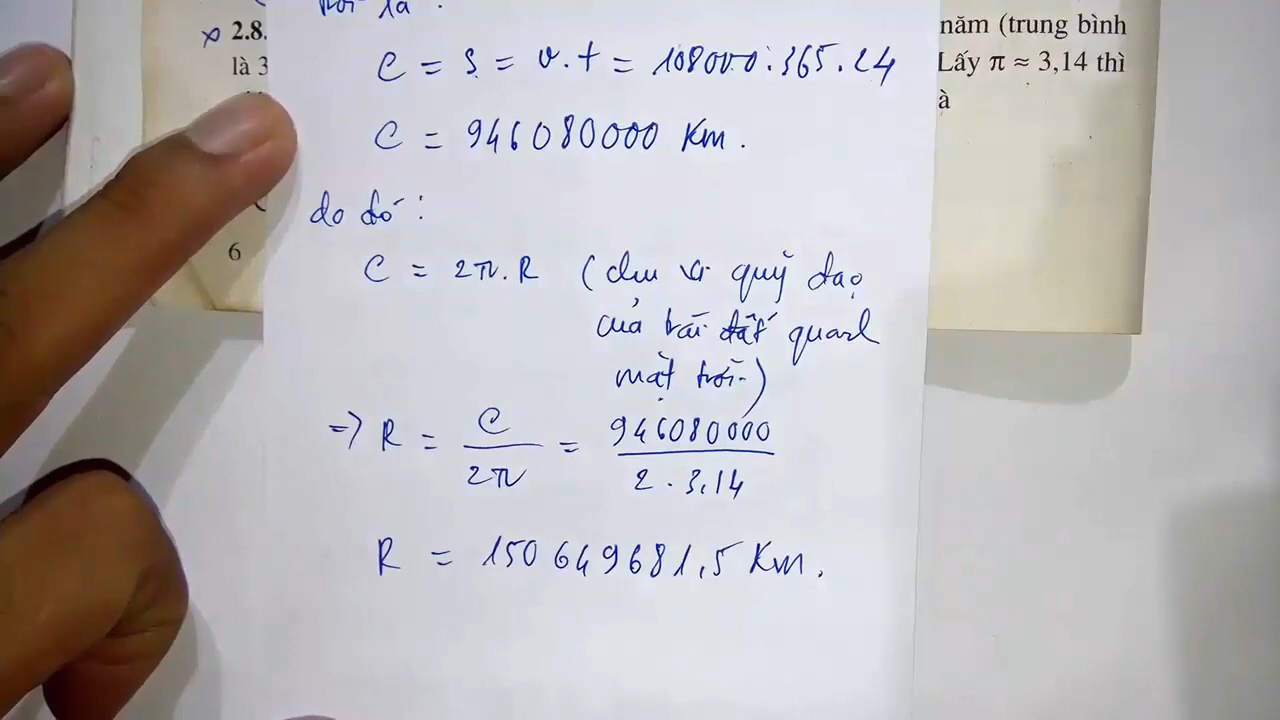 trời là
2.8. năm (trung bình
là 3 Lấy π ≈ 3,14 thì
à
C = S = v.t = 108000.365.24
C = 946080000 Km.
do đó:
6
C = 2π.R (chu vi quỹ đạo
của trái đất quanh
mặt trời)
=> R = C / 2π = 946080000 / 2.3,14
R = 150649681,5 Km.